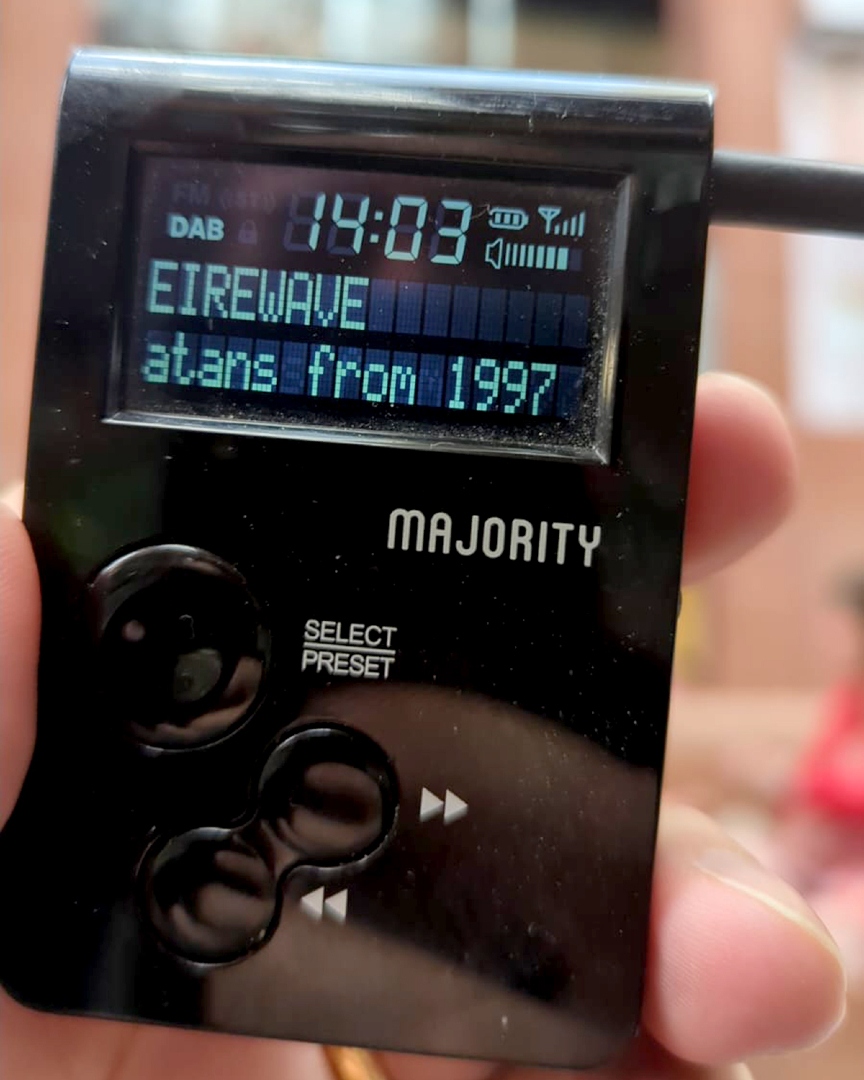 DAB 14:03
EIREWAVE
atans from 1997
MAJORITY
SELECT
PRESET